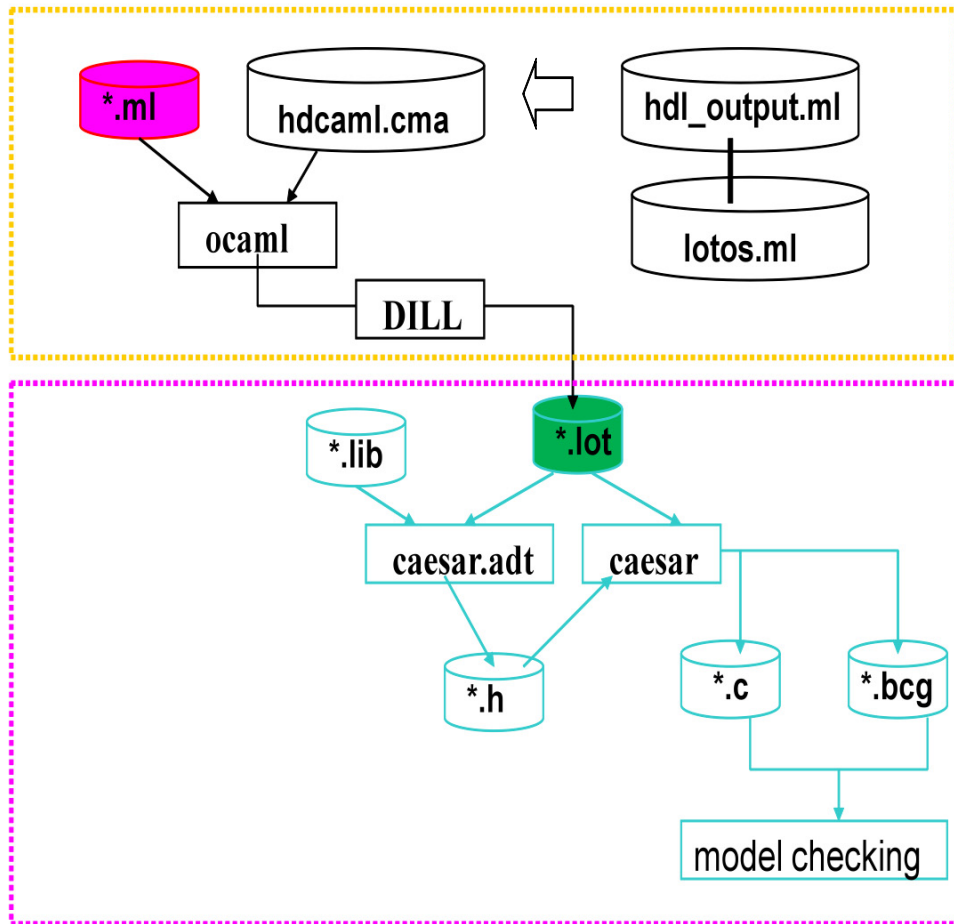 *.ml
hdcaml.cma
hdl_output.ml
lotos.ml
ocaml
DILL
*.lib
*.lot
caesar.adt
caesar
*.h
*.c
*.bcg
model checking